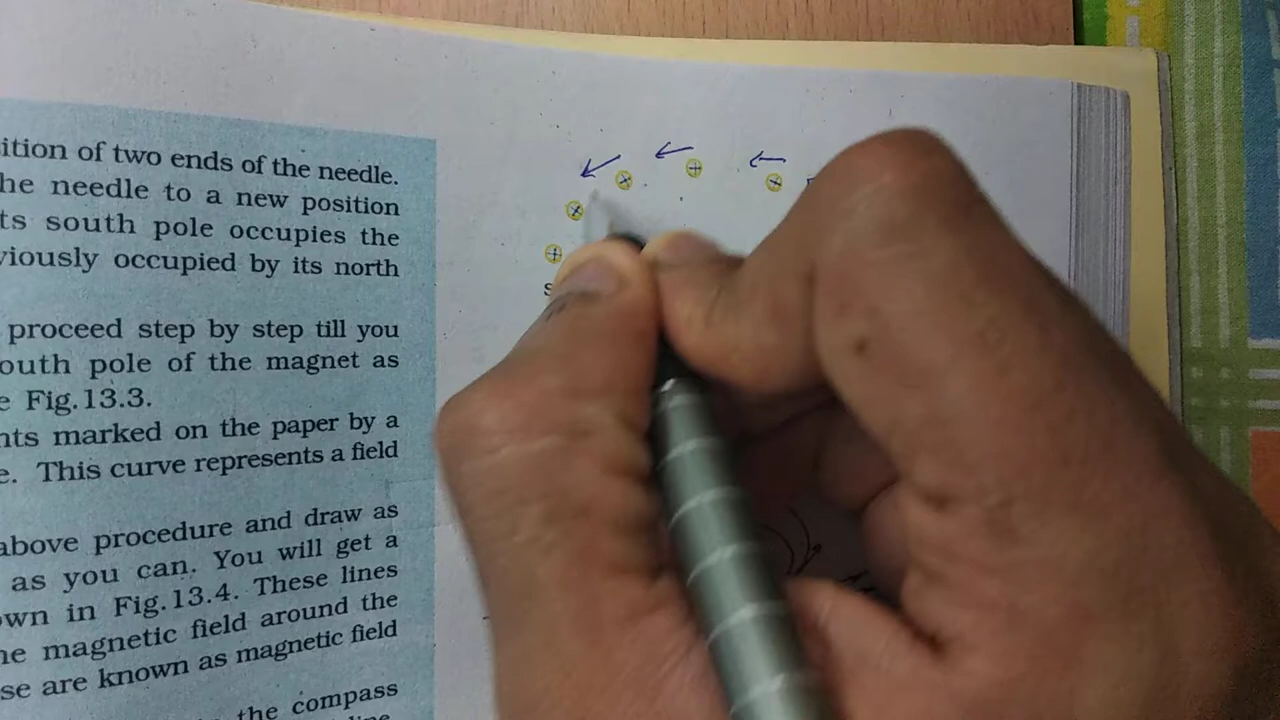 ition of two ends of the needle.
he needle to a new position
ts south pole occupies the
viously occupied by its north
proceed step by step till you
outh pole of the magnet as
e Fig.13.3.
nts marked on the paper by a
e. This curve represents a field
above procedure and draw as
as you can. You will get a
own in Fig.13.4. These lines
he magnetic field around the
se are known as magnetic field
the compass
line
S